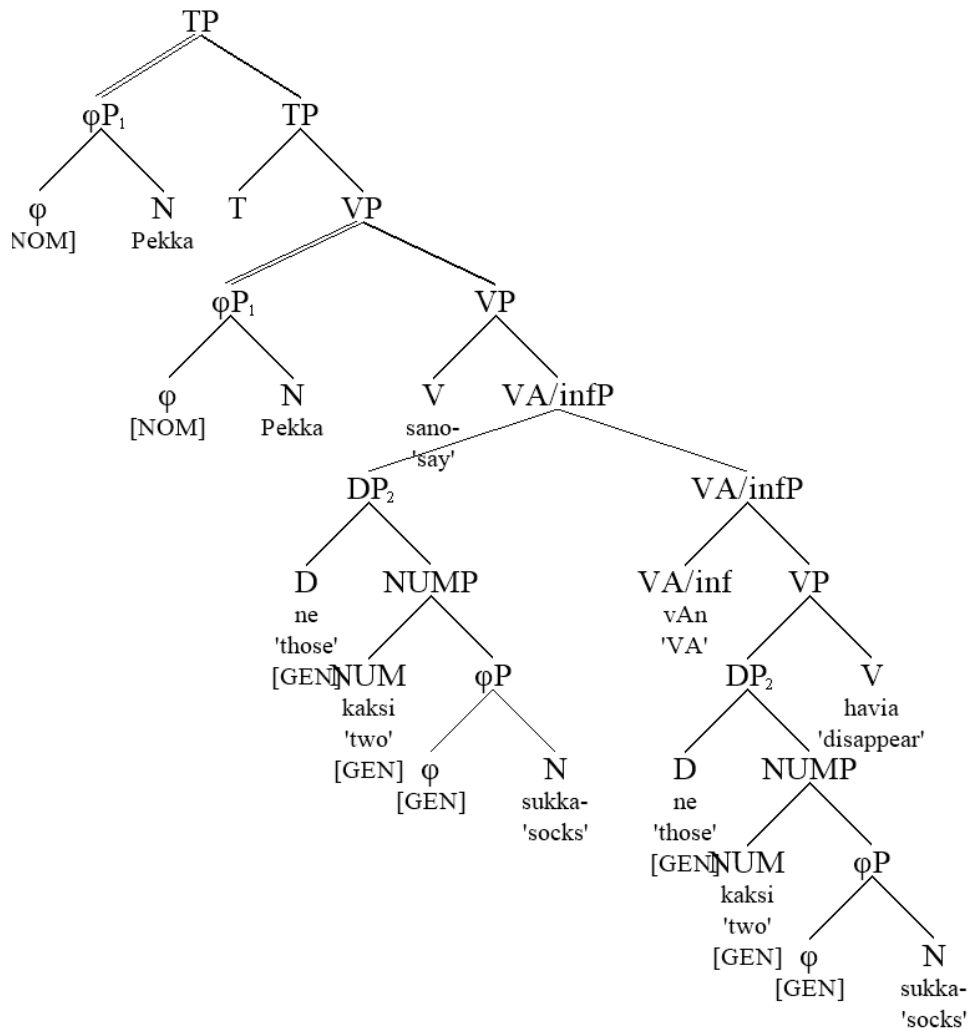 TP
φP₁ TP
φ N T VP
NOM] Pekka
φP₁ VP
φ N V VA/infP
[NOM] Pekka sano-
'say'
DP₂ VA/infP
D NUMP VA/inf VP
ne vAn
'those' 'VA'
[GEN] NUM φP DP₂ V
kaksi havia
'two' 'disappear'
[GEN] φ N D NUMP
[GEN] sukka- ne
'socks' 'those'
[GEN] NUM φP
kaksi
'two'
[GEN] φ N
[GEN] sukka-
'socks'